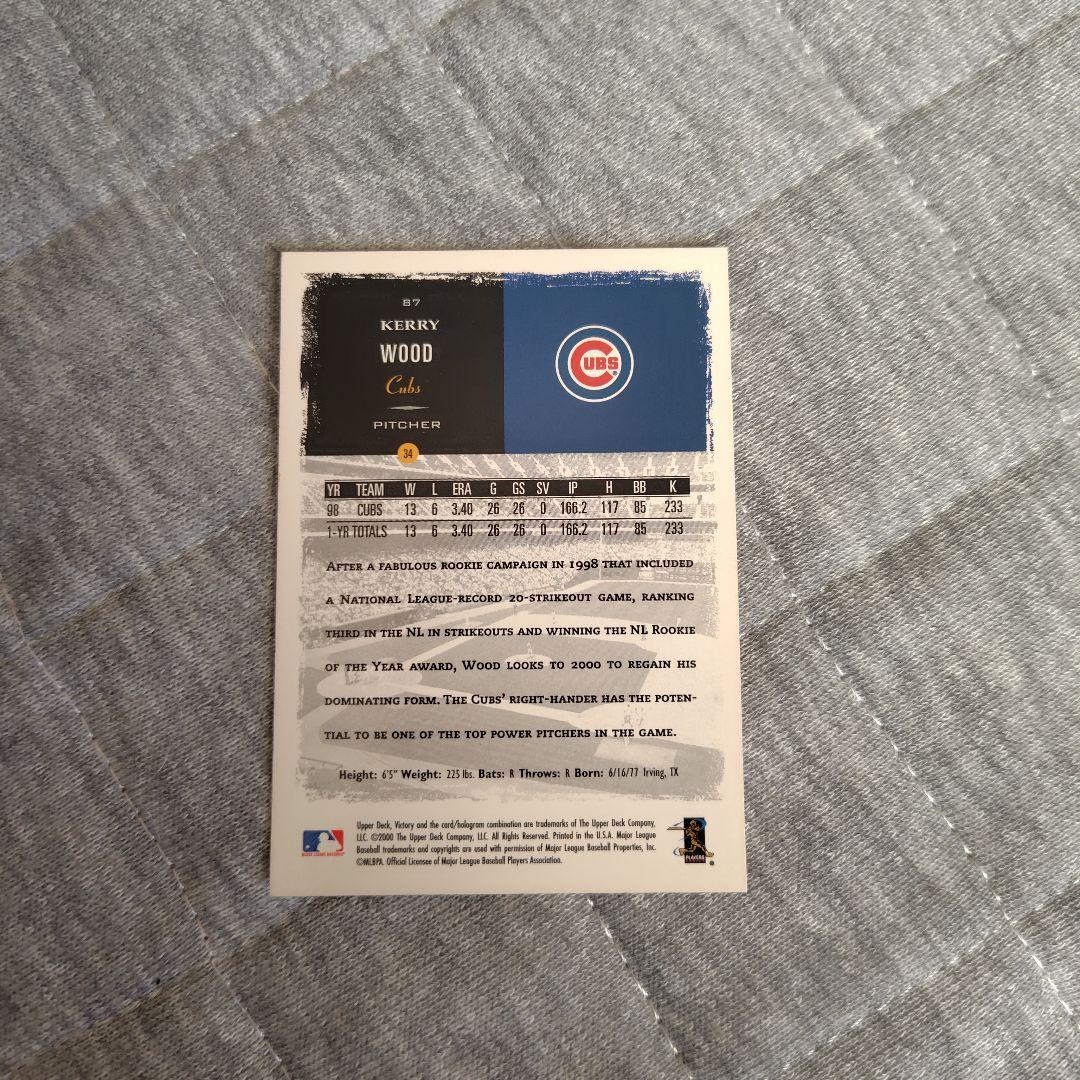 87
KERRY
WOOD
Cubs
PITCHER
34
CUBS
YR TEAM W L ERA G GS SV IP H BB K
98 CUBS 13 6 3.40 26 26 0 166.2 117 85 233
1-YR TOTALS 13 6 3.40 26 26 0 166.2 117 85 233
AFTER A FABULOUS ROOKIE CAMPAIGN IN 1998 THAT INCLUDED
A NATIONAL LEAGUE-RECORD 20-STRIKEOUT GAME, RANKING
THIRD IN THE NL IN STRIKEOUTS AND WINNING THE NL ROOKIE
OF THE YEAR AWARD, WOOD LOOKS TO 2000 TO REGAIN HIS
DOMINATING FORM. THE CUBS' RIGHT-HANDER HAS THE POTEN-
TIAL TO BE ONE OF THE TOP POWER PITCHERS IN THE GAME.
Height: 6'5" Weight: 225 lbs. Bats: R Throws: R Born: 6/16/77 Irving, TX
Upper Deck, Victory and the card/hologram combination are trademarks of The Upper Deck Company,
LLC. ©2000 The Upper Deck Company, LLC. All Rights Reserved. Printed in the U.S.A. Major League
Baseball trademarks and copyrights are used with permission of Major League Baseball Properties, Inc.
©MLBPA. Official Licensee of Major League Baseball Players Association.
MAJOR LEAGUE BASEBALL
PLAYERS